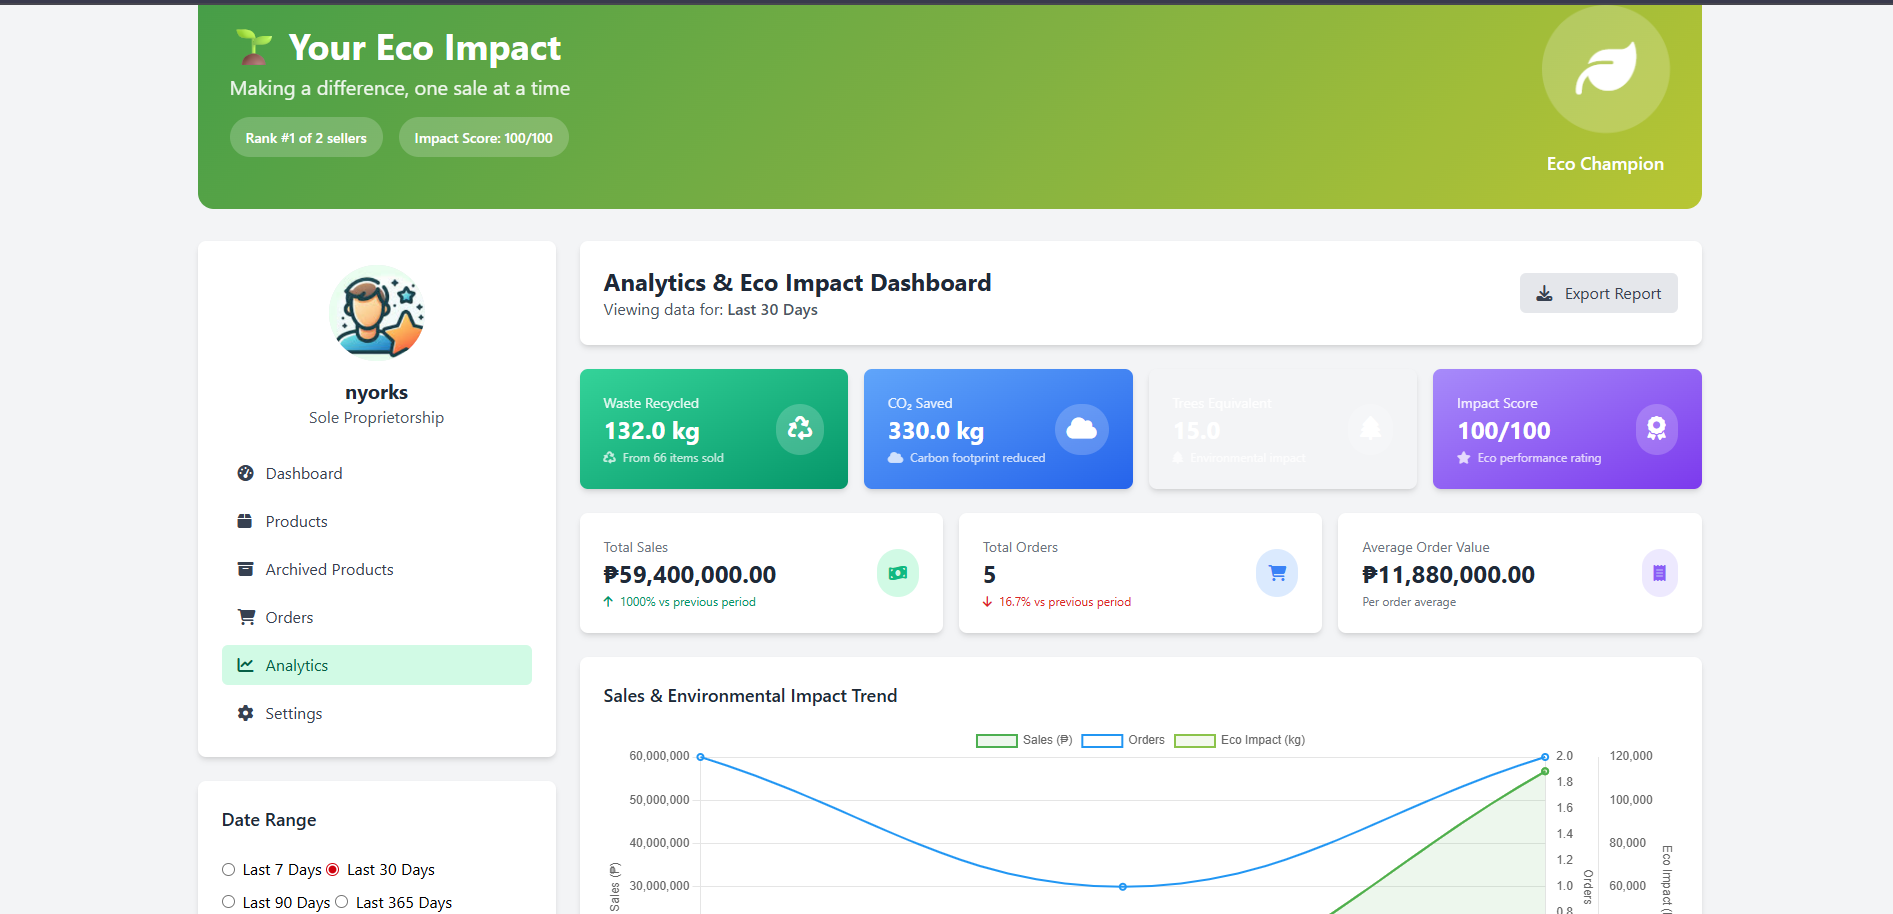 Your Eco Impact
Making a difference, one sale at a time
Rank #1 of 2 sellers
Impact Score: 100/100
Eco Champion
nyorks
Sole Proprietorship
Dashboard
Products
Archived Products
Orders
Analytics
Settings
Date Range
Last 7 Days
Last 30 Days
Last 90 Days
Last 365 Days
Analytics & Eco Impact Dashboard
Viewing data for: Last 30 Days
Export Report
Waste Recycled
132.0 kg
From 66 items sold
CO₂ Saved
330.0 kg
Carbon footprint reduced
Trees Equivalent
15.0
Environmental impact
Impact Score
100/100
Eco performance rating
Total Sales
₱59,400,000.00
1000% vs previous period
Total Orders
5
16.7% vs previous period
Average Order Value
₱11,880,000.00
Per order average
Sales & Environmental Impact Trend
Sales (₱)
Orders
Eco Impact (kg)
60,000,000
50,000,000
40,000,000
30,000,000
Sales (₱)
2.0
1.8
1.6
1.4
1.2
1.0
0.8
Orders
120,000
100,000
80,000
60,000
Eco Impact (